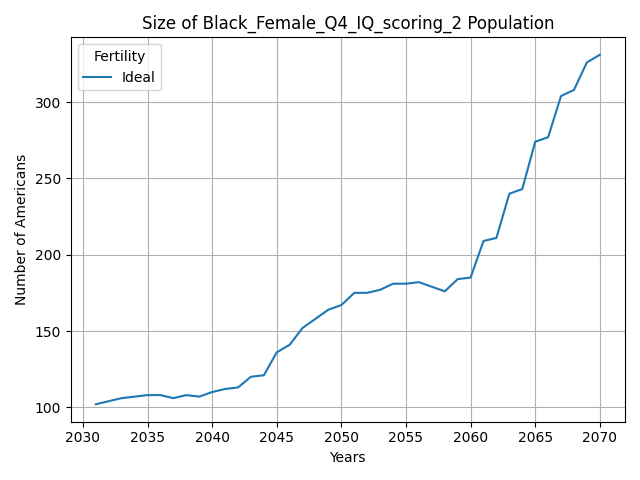 Size of Black_Female_Q4_IQ_scoring_2 Population
Fertility
Ideal
Number of Americans
300
250
200
150
100
2030 2035 2040 2045 2050 2055 2060 2065 2070
Years